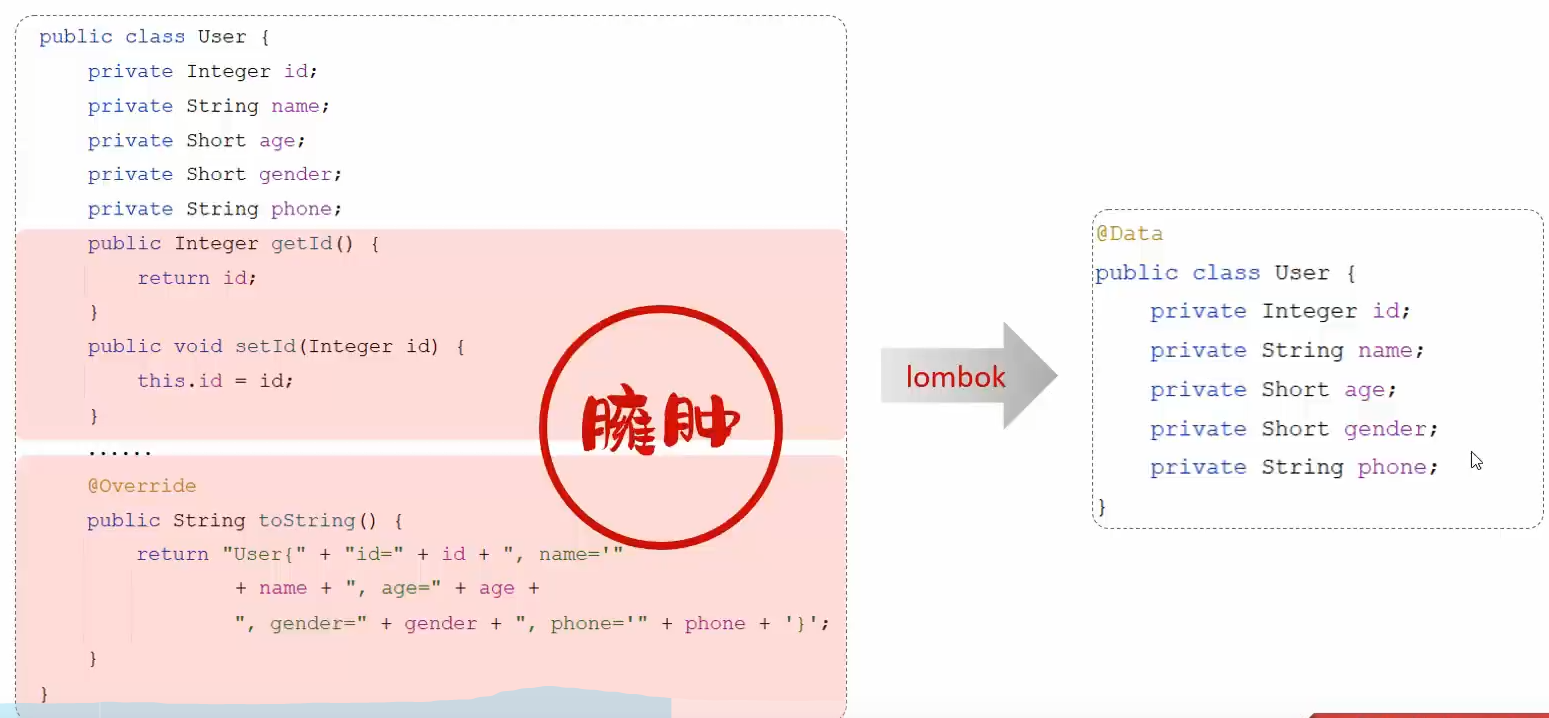 public class User {
private Integer id;
private String name;
private Short age;
private Short gender;
private String phone;
public Integer getId() {
return id;
}
public void setId(Integer id) {
this.id = id;
}
......
@Override
public String toString() {
return "User{" + "id=" + id + ", name='"
+ name + ", age=" + age +
", gender=" + gender + ", phone='" + phone + '}';
}
}
臃肿
lombok
@Data
public class User {
private Integer id;
private String name;
private Short age;
private Short gender;
private String phone;
}